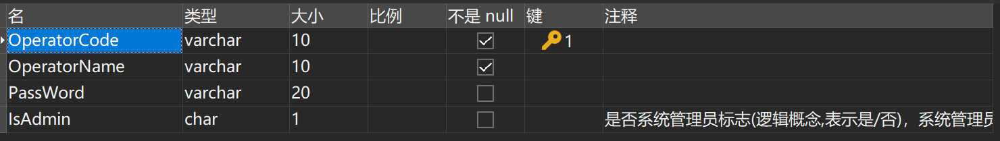 名 类型 大小 比例 不是 null 键 注释
OperatorCode varchar 10 1
OperatorName varchar 10
PassWord varchar 20
IsAdmin char 1 是否系统管理员标志(逻辑概念,表示是/否)，系统管理员